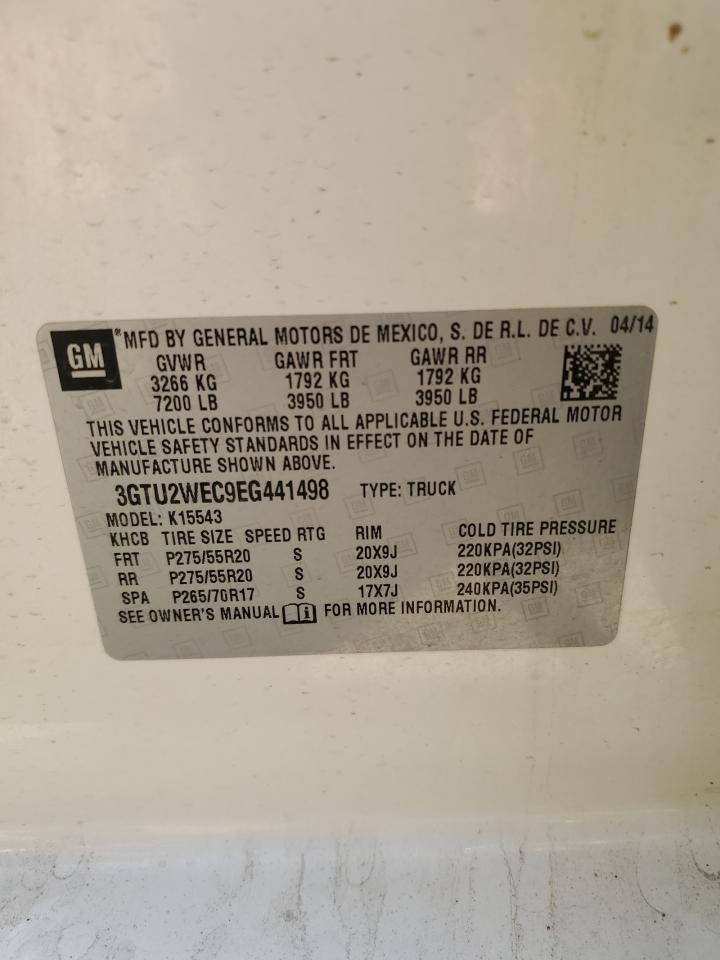 GM
®MFD BY GENERAL MOTORS DE MEXICO, S. DE R.L. DE C.V. 04/14
GVWR GAWR FRT GAWR RR
3266 KG 1792 KG 1792 KG
7200 LB 3950 LB 3950 LB
THIS VEHICLE CONFORMS TO ALL APPLICABLE U.S. FEDERAL MOTOR
VEHICLE SAFETY STANDARDS IN EFFECT ON THE DATE OF
MANUFACTURE SHOWN ABOVE.
3GTU2WEC9EG441498 TYPE: TRUCK
MODEL: K15543
KHCB TIRE SIZE SPEED RTG RIM COLD TIRE PRESSURE
FRT P275/55R20 S 20X9J 220KPA(32PSI)
RR P275/55R20 S 20X9J 220KPA(32PSI)
SPA P265/70R17 S 17X7J 240KPA(35PSI)
SEE OWNER'S MANUAL i FOR MORE INFORMATION.